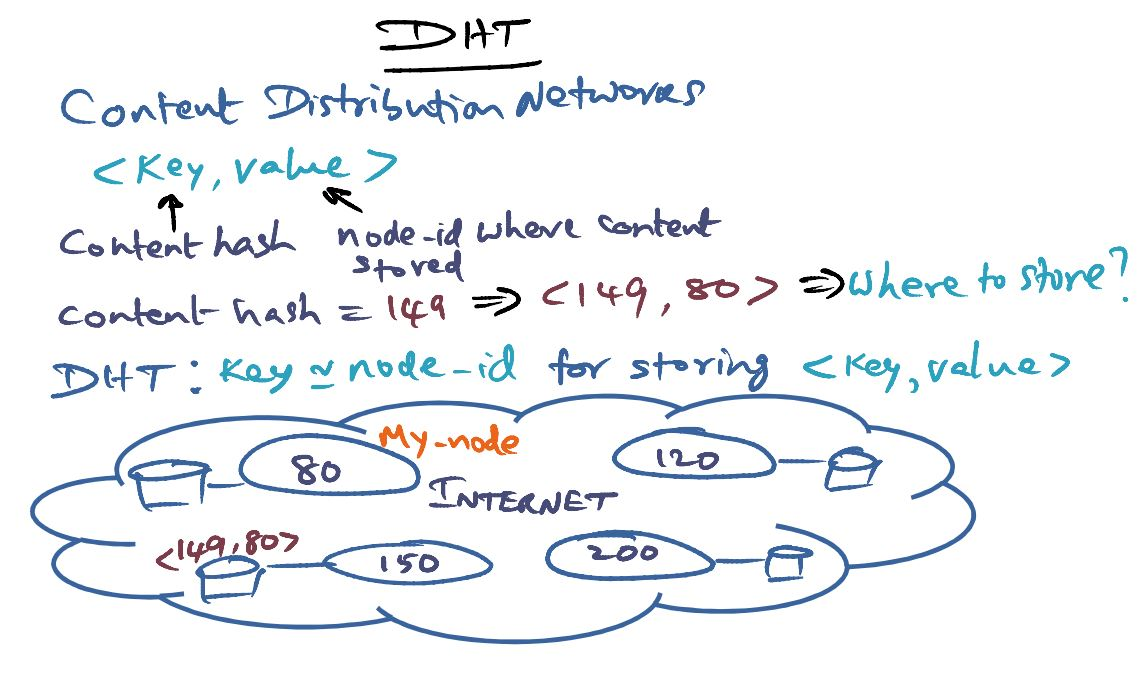 DHT
Content Distribution Networks
<Key, value>
Content hash node-id where content
stored
content-hash = 149 ⇒ <149, 80> ⇒ where to store?
DHT: Key ≃ node-id for storing <Key, value>
My-node
80
120
INTERNET
<149, 80>
150
200